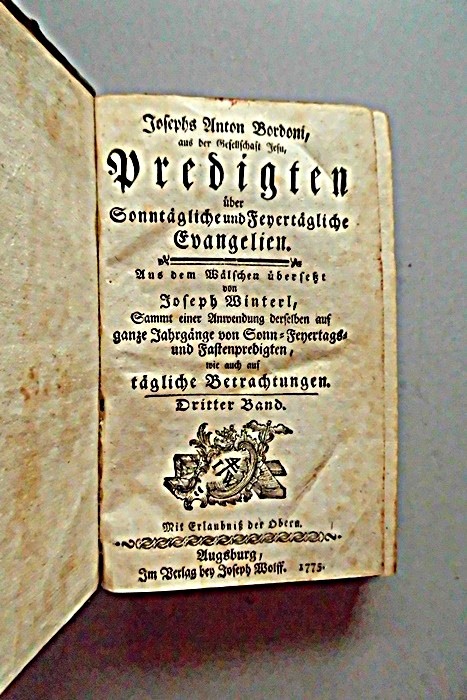 Josephs Anton Bordoni,
aus der Gesellschaft Jesu,
Predigten
über
Sonntägliche und Feyertägliche
Evangelien.
Aus dem Wälschen übersetzt
von
Joseph Winterl,
Sammt einer Anwendung derselben auf
ganze Jahrgänge von Sonn-Feyertags-
und Fastenpredigten,
wie auch auf
tägliche Betrachtungen.
Dritter Band.
Mit Erlaubniß der Obern.
Augsburg,
Im Verlag bey Joseph Wolff. 1775.